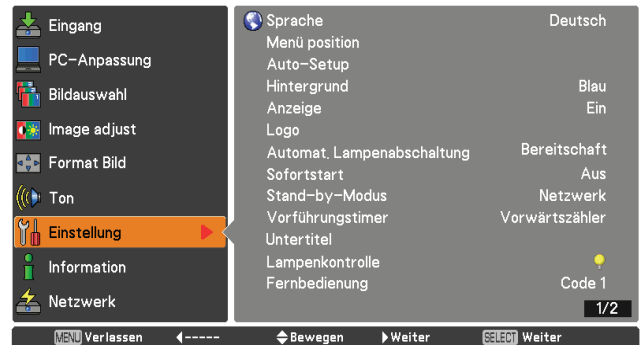 Eingang
PC-Anpassung
Bildauswahl
Image adjust
Format Bild
Ton
Einstellung
Information
Netzwerk
Sprache Deutsch
Menü position
Auto-Setup
Hintergrund Blau
Anzeige Ein
Logo
Automat. Lampenabschaltung Bereitschaft
Sofortstart Aus
Stand-by-Modus Netzwerk
Vorführungstimer Vorwärtszähler
Untertitel
Lampenkontrolle
Fernbedienung Code 1
1/2
MENU Verlassen ----- Bewegen Weiter SELECT Weiter